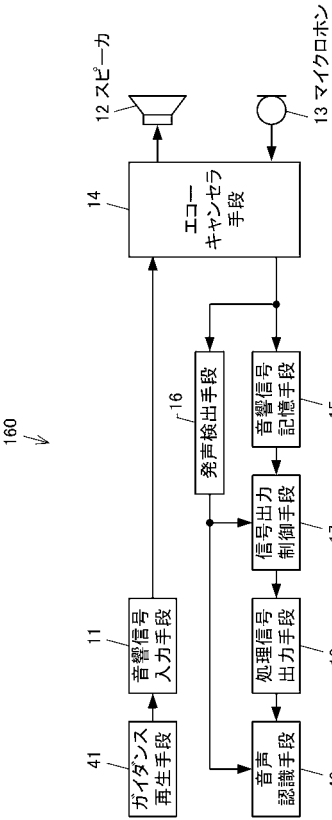 160
41
ガイダンス
再生手段
11
音響信号
入力手段
14
エコー
キャンセラ
手段
12 スピーカ
13 マイクロホン
16
発声検出手段
音声
認識手段
処理信号
出力手段
信号出力
制御手段
音響信号
記憶手段